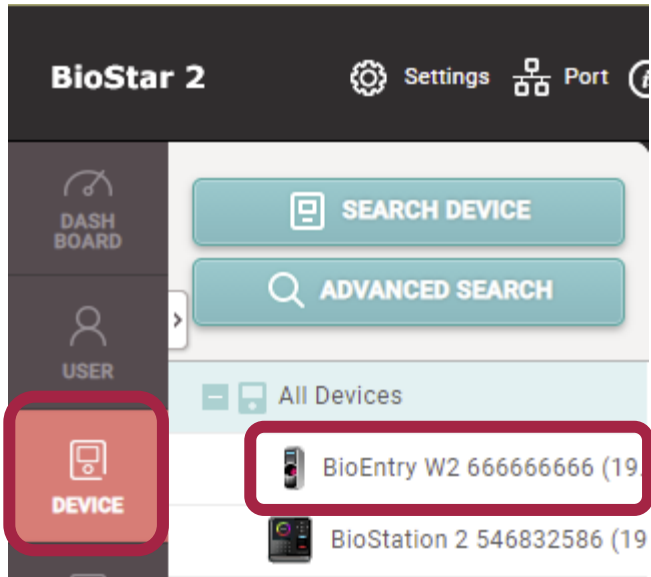 BioStar 2
Settings
Port
DASH
BOARD
USER
DEVICE
SEARCH DEVICE
ADVANCED SEARCH
All Devices
BioEntry W2 666666666 (19.
BioStation 2 546832586 (19